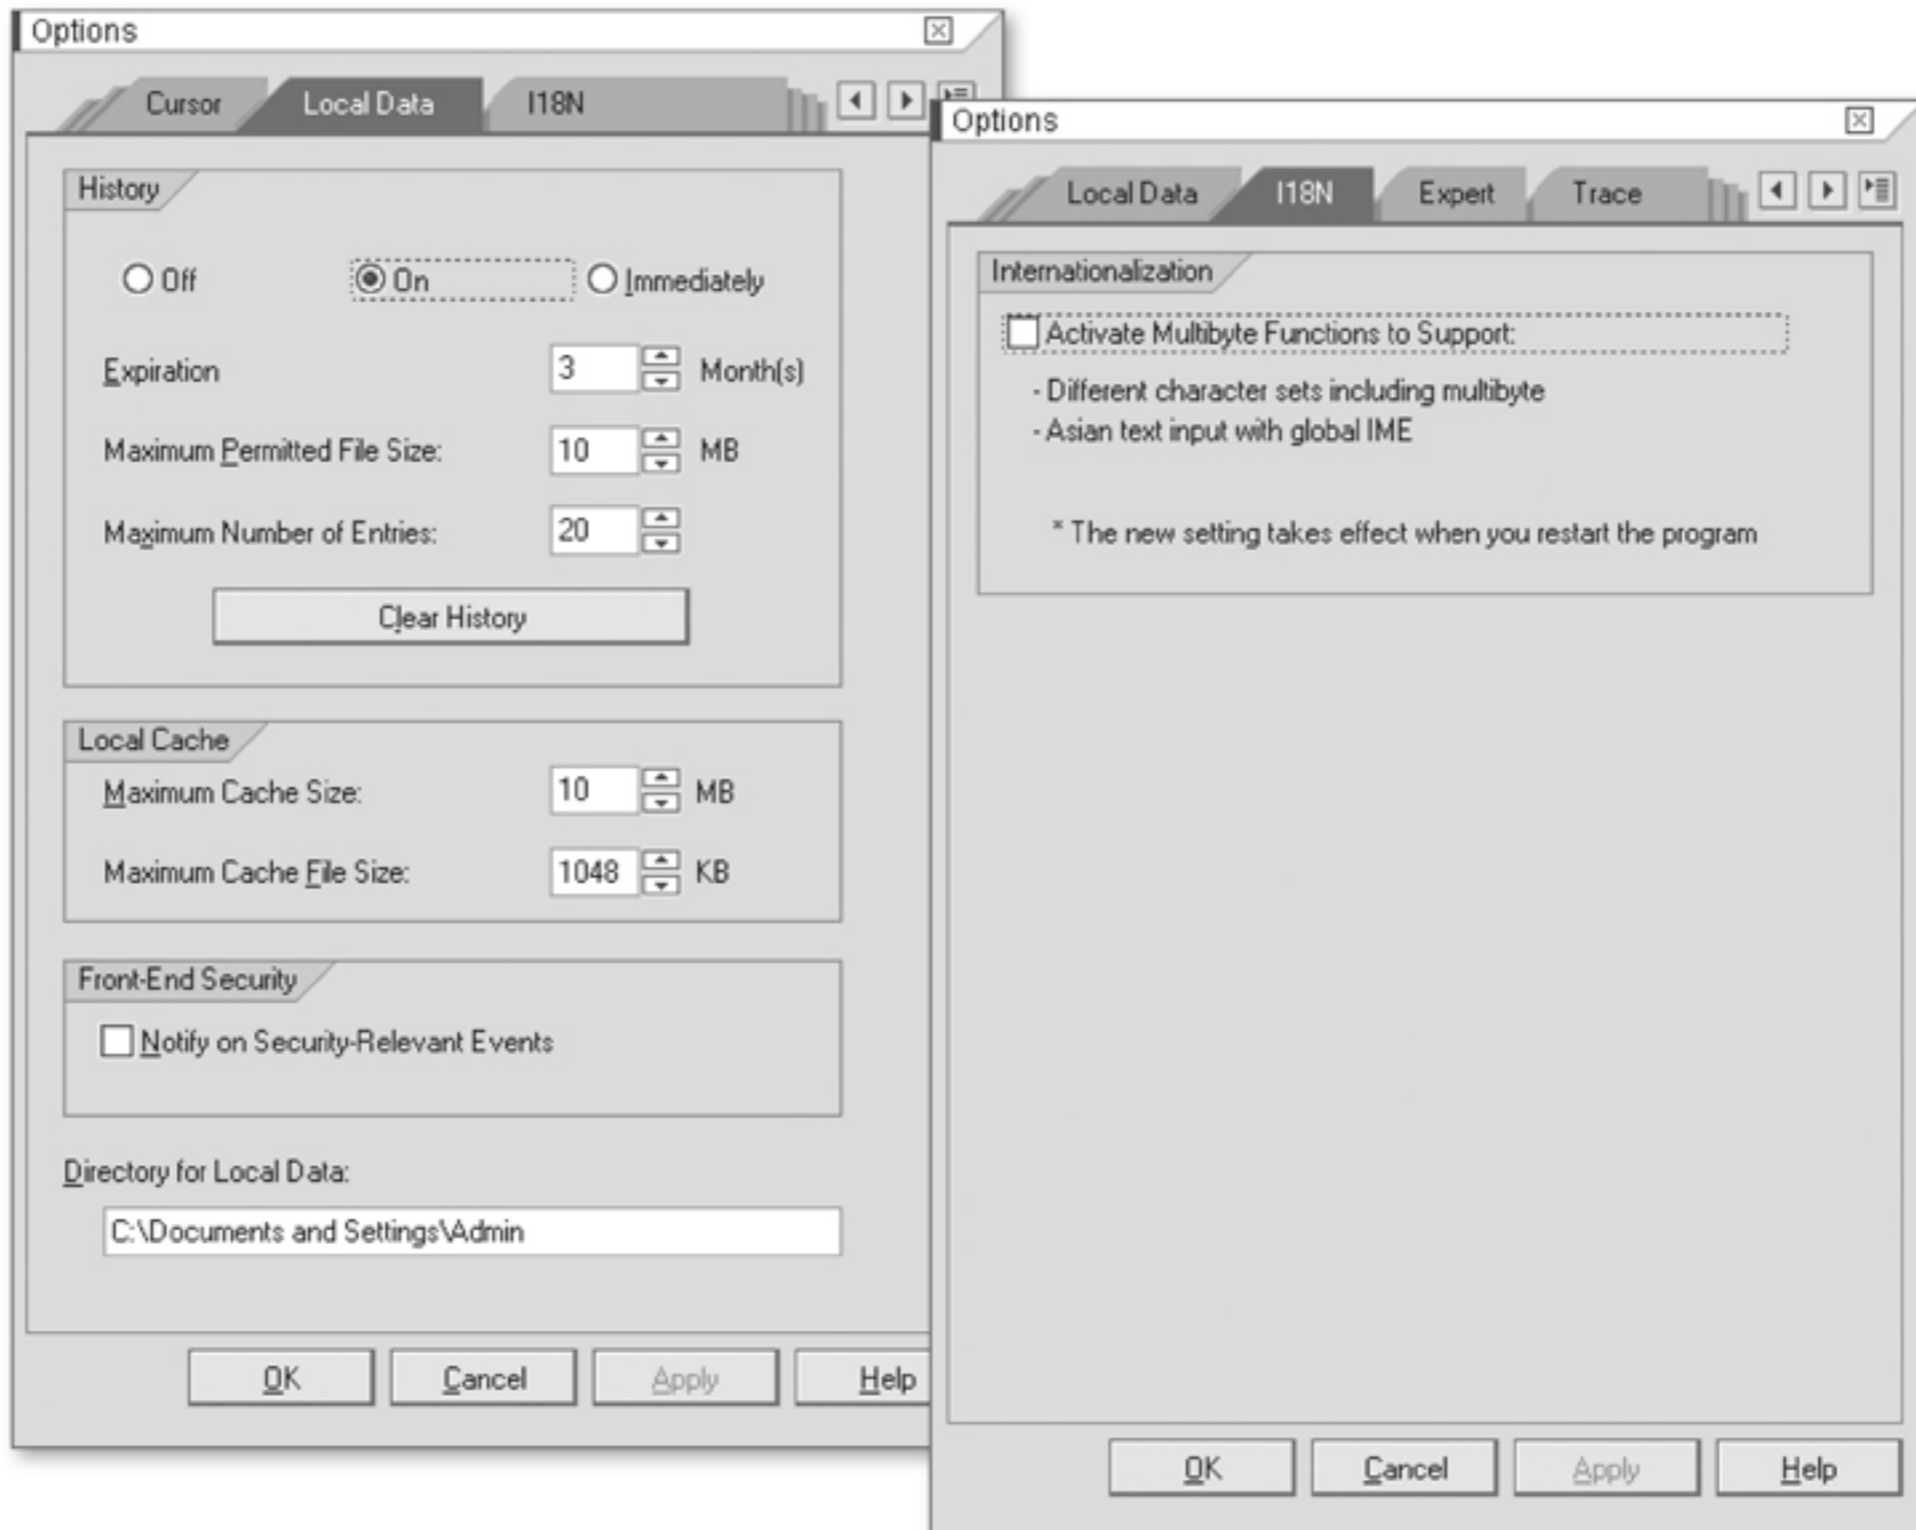 Options
Cursor Local Data I18N
History
Off On Immediately
Expiration 3 Month(s)
Maximum Permitted File Size: 10 MB
Maximum Number of Entries: 20
Clear History
Local Cache
Maximum Cache Size: 10 MB
Maximum Cache File Size: 1048 KB
Front-End Security
Notify on Security-Relevant Events
Directory for Local Data:
C:\Documents and Settings\Admin
OK Cancel Apply Help
Options
Local Data I18N Expert Trace
Internationalization
Activate Multibyte Functions to Support:
- Different character sets including multibyte
- Asian text input with global IME
* The new setting takes effect when you restart the program
OK Cancel Apply Help